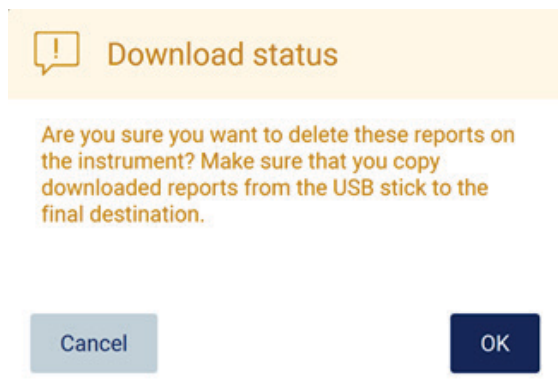 Download status
Are you sure you want to delete these reports on
the instrument? Make sure that you copy
downloaded reports from the USB stick to the
final destination.
Cancel
OK